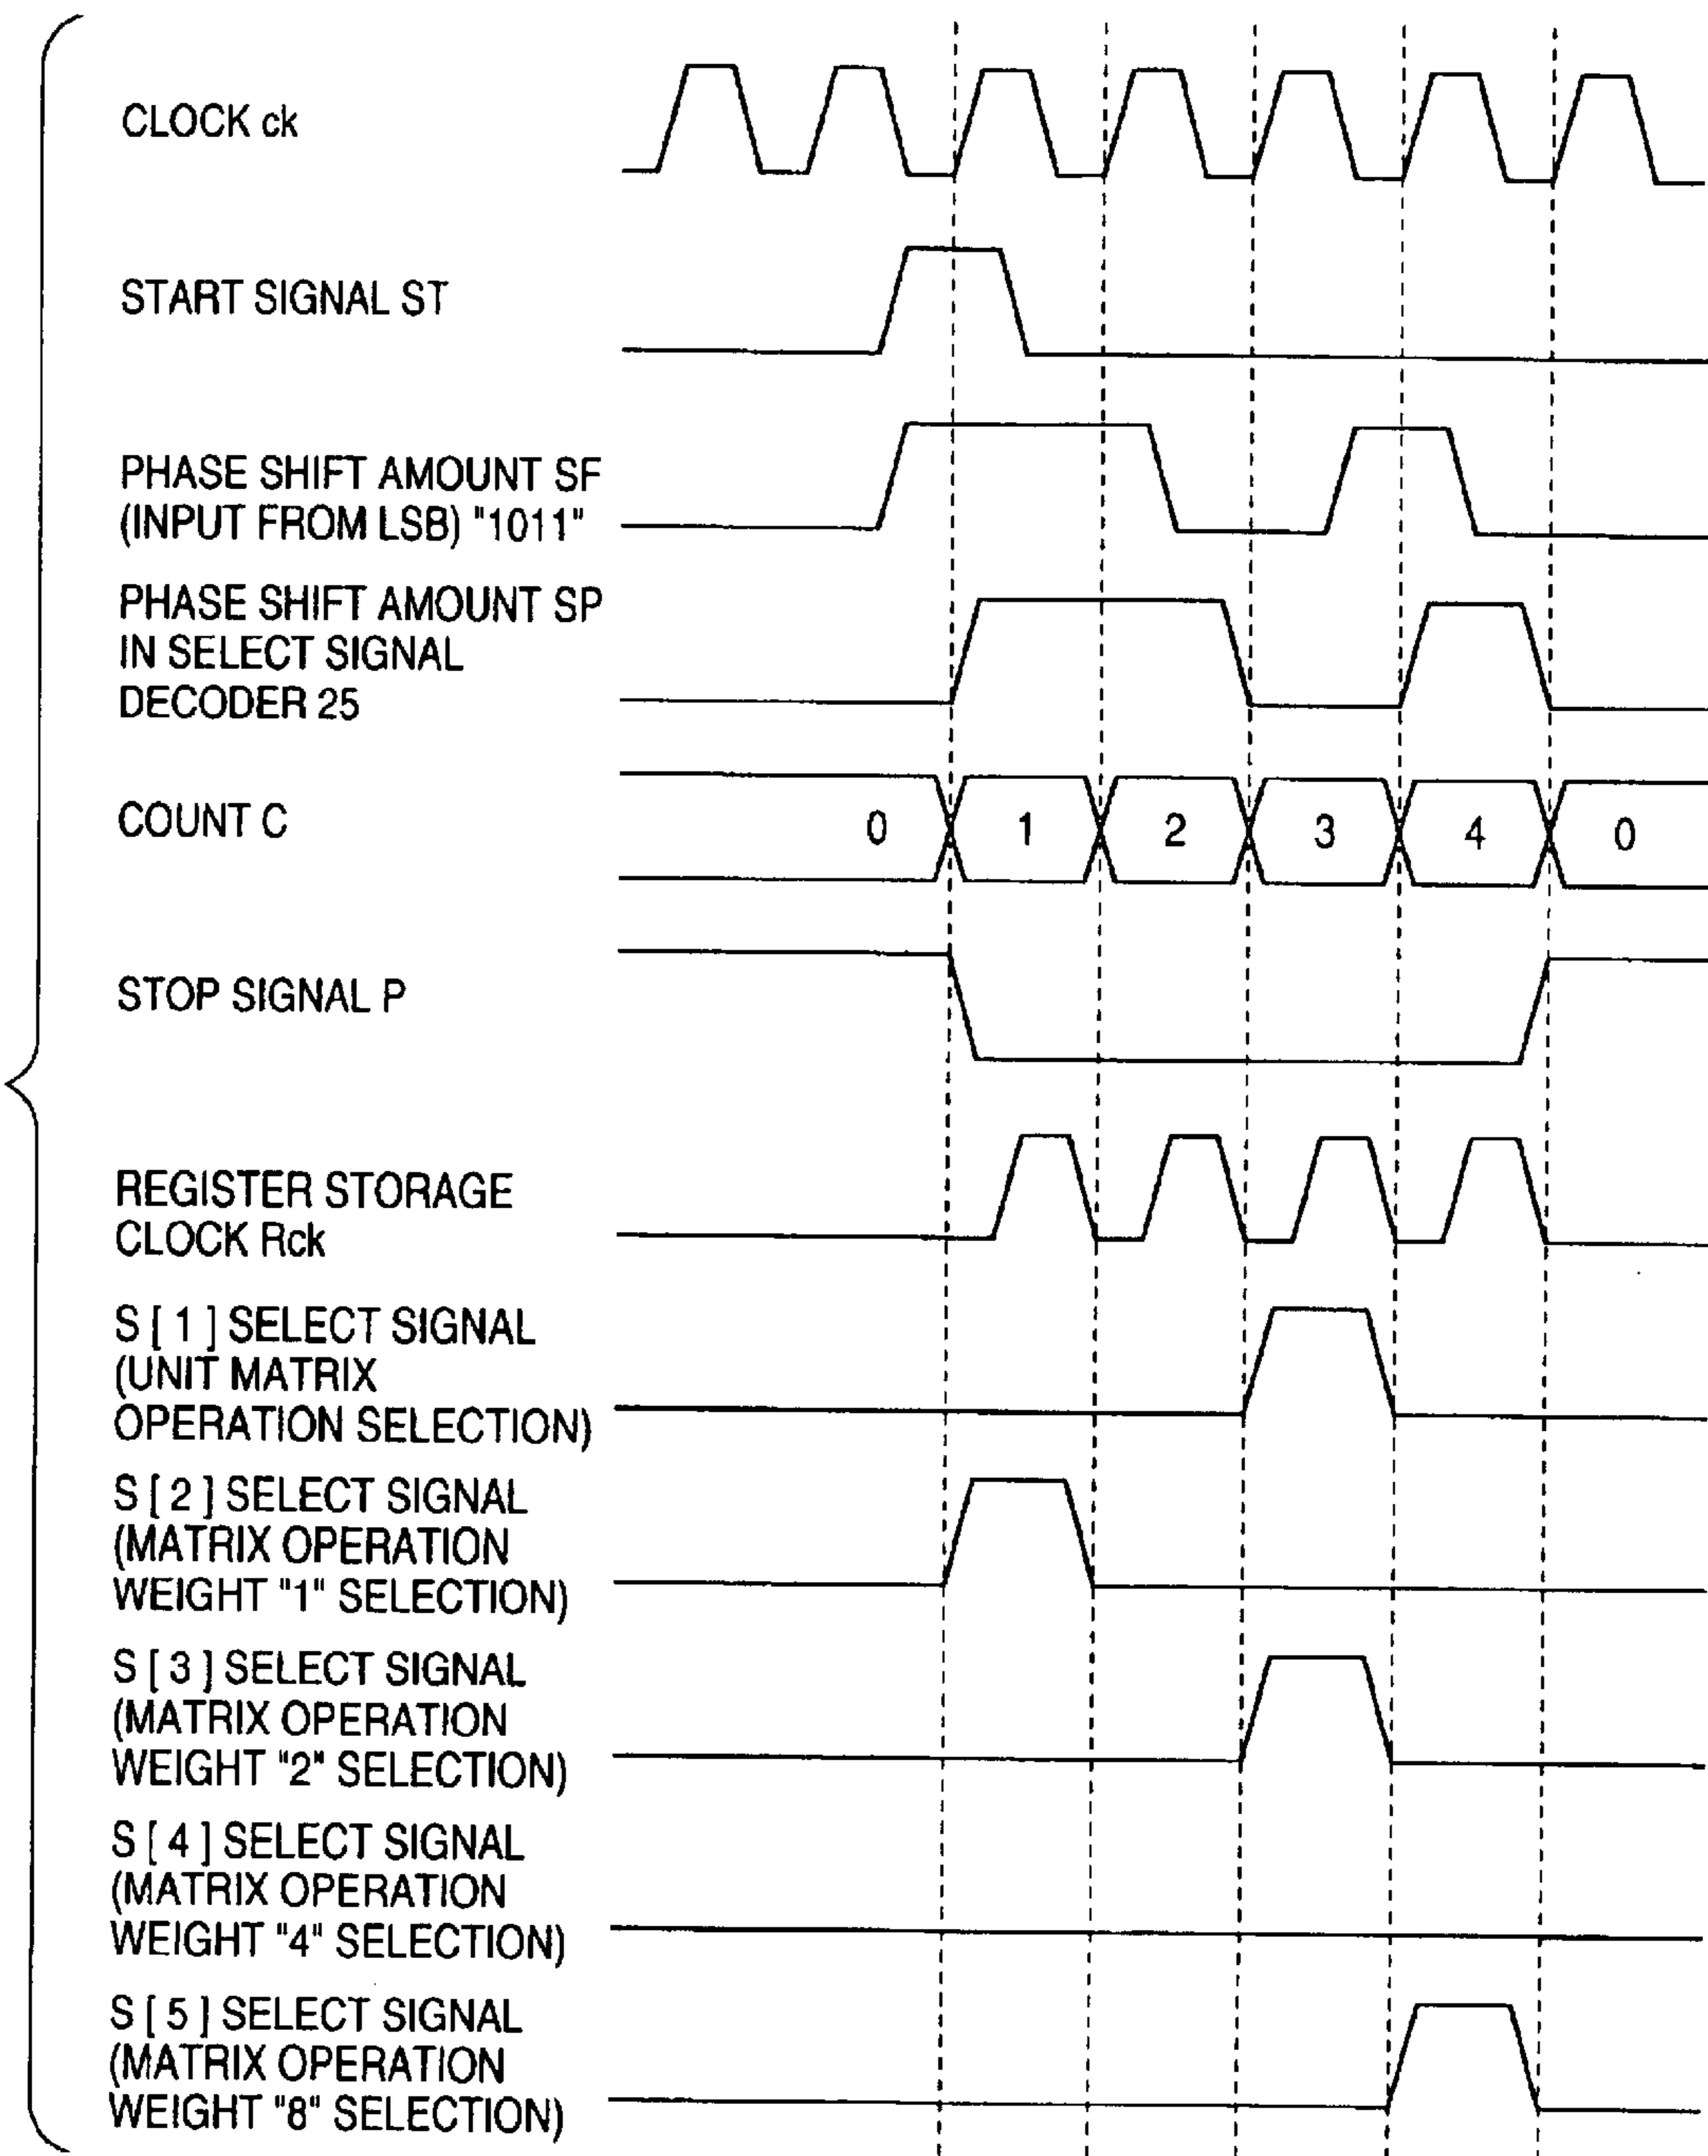 CLOCK ck
START SIGNAL ST
PHASE SHIFT AMOUNT SF
(INPUT FROM LSB) "1011"
PHASE SHIFT AMOUNT SP
IN SELECT SIGNAL
DECODER 25
COUNT C
0 1 2 3 4 0
STOP SIGNAL P
REGISTER STORAGE
CLOCK Rck
S [ 1 ] SELECT SIGNAL
(UNIT MATRIX
OPERATION SELECTION)
S [ 2 ] SELECT SIGNAL
(MATRIX OPERATION
WEIGHT "1" SELECTION)
S [ 3 ] SELECT SIGNAL
(MATRIX OPERATION
WEIGHT "2" SELECTION)
S [ 4 ] SELECT SIGNAL
(MATRIX OPERATION
WEIGHT "4" SELECTION)
S [ 5 ] SELECT SIGNAL
(MATRIX OPERATION
WEIGHT "8" SELECTION)